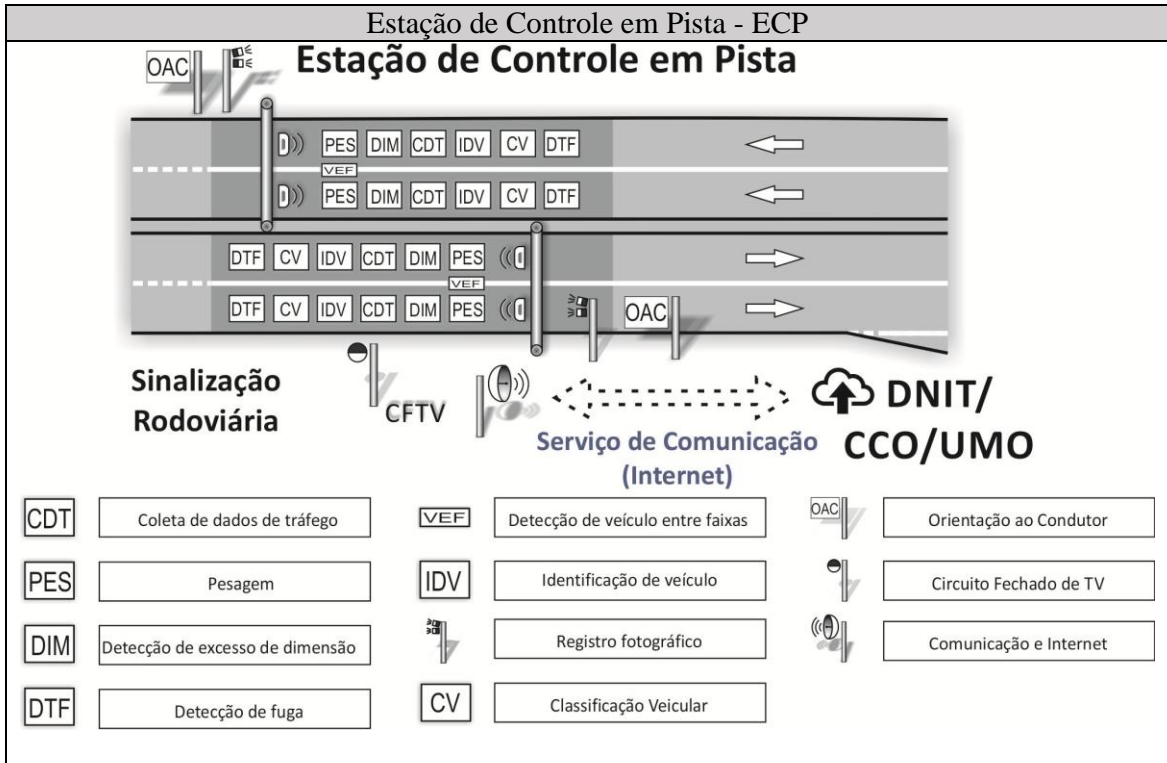 Estação de Controle em Pista - ECP
OAC
Estação de Controle em Pista
PES DIM CDT IDV CV DTF
VEF
PES DIM CDT IDV CV DTF
DTF CV IDV CDT DIM PES
VEF
DTF CV IDV CDT DIM PES
OAC
Sinalização
Rodoviária
CFTV
Serviço de Comunicação
(Internet)
DNIT/
CCO/UMO
CDT Coleta de dados de tráfego
VEF Detecção de veículo entre faixas
OAC Orientação ao Condutor
PES Pesagem
IDV Identificação de veículo
Circuito Fechado de TV
DIM Detecção de excesso de dimensão
Registro fotográfico
Comunicação e Internet
DTF Detecção de fuga
CV Classificação Veicular